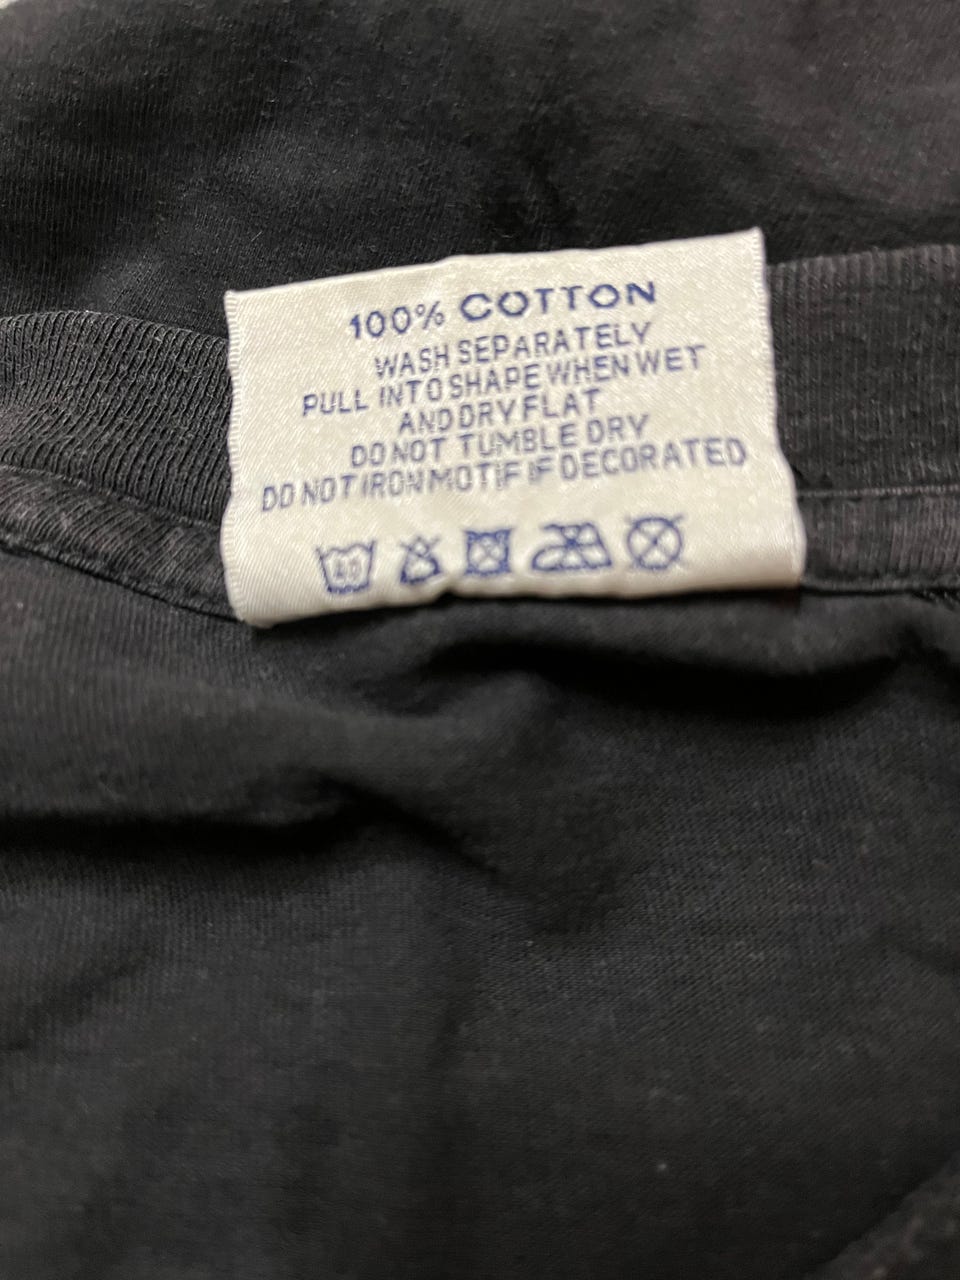 100% COTTON
WASH SEPARATELY
PULL INTO SHAPE WHEN WET
AND DRY FLAT
DO NOT TUMBLE DRY
DO NOT IRON MOTIF IF DECORATED
40